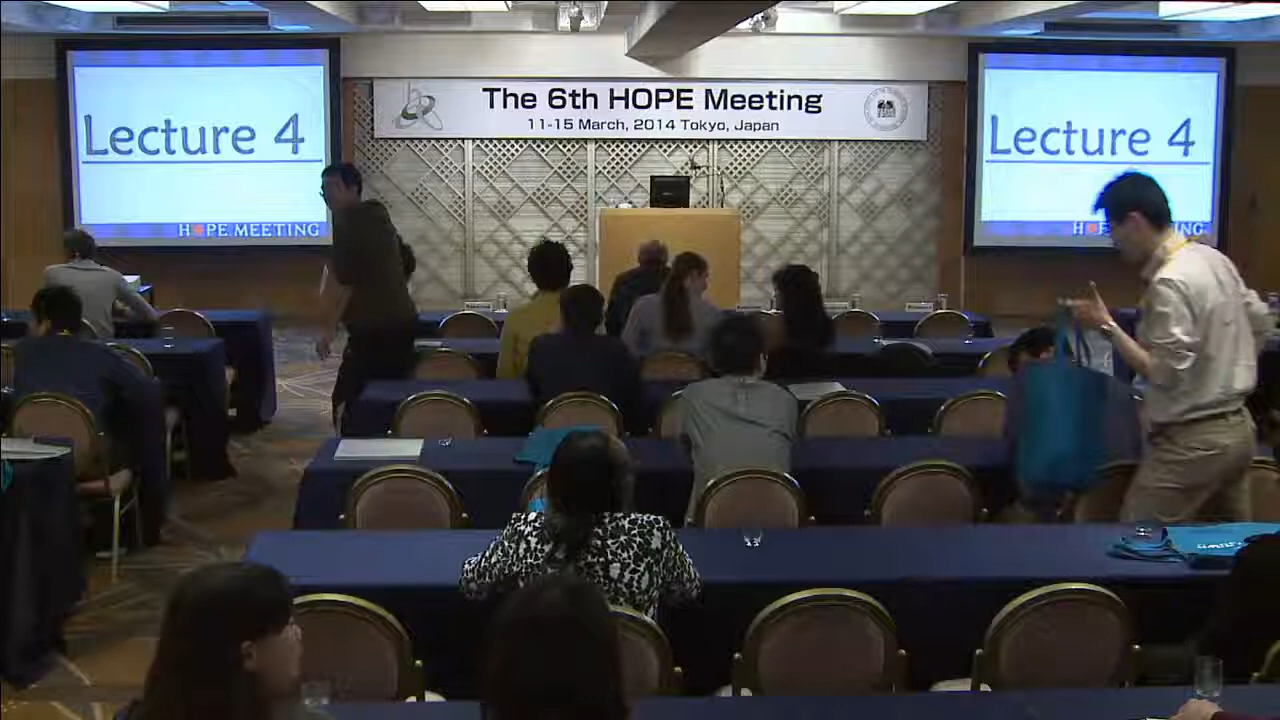 Lecture 4
HOPE MEETING
The 6th HOPE Meeting
11-15 March, 2014 Tokyo, Japan
Lecture 4